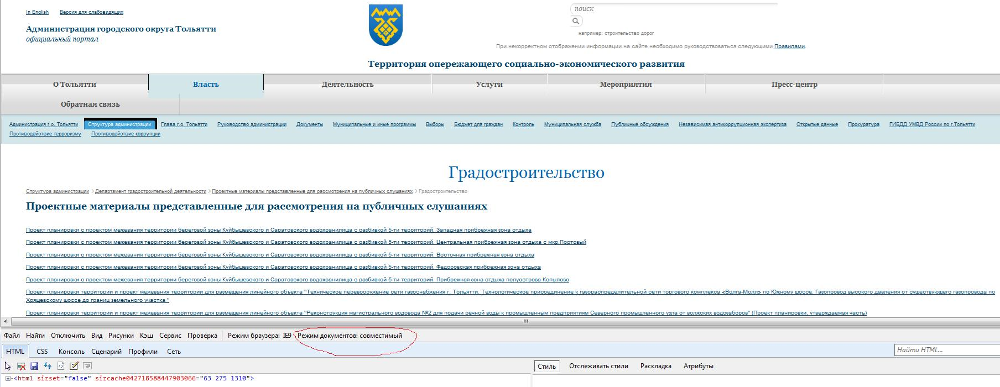 In English Версия для слабовидящих
Администрация городского округа Тольятти
официальный портал
поиск
например: строительство дорог
При некорректном отображении информации на сайте необходимо руководствоваться следующими Правилами.
Территория опережающего социально-экономического развития
О Тольятти Власть Деятельность Услуги Мероприятия Пресс-центр
Обратная связь
Администрация г.о. Тольятти Структура администрации Глава г.о. Тольятти Руководство администрации Документы Муниципальные и иные программы Выборы Бюджет для граждан Контроль Муниципальная служба Публичные обсуждения Независимая антикоррупционная экспертиза Открытые данные Прокуратура ГИБДД УМВД России по г.Тольятти
Противодействие терроризму Противодействие коррупции
Градостроительство
Структура администрации > Департамент градостроительной деятельности > Проектные материалы представленные для рассмотрения на публичных слушаниях > Градостроительство
Проектные материалы представленные для рассмотрения на публичных слушаниях
Проект планировки с проектом межевания территории береговой зоны Куйбышевского и Саратовского водохранилища с разбивкой 5-ти территорий. Западная прибрежная зона отдыха
Проект планировки с проектом межевания территории береговой зоны Куйбышевского и Саратовского водохранилища с разбивкой 5-ти территорий. Центральная прибрежная зона отдыха с мкр.Портовый
Проект планировки с проектом межевания территории береговой зоны Куйбышевского и Саратовского водохранилища с разбивкой 5-ти территорий. Восточная прибрежная зона отдыха
Проект планировки с проектом межевания территории береговой зоны Куйбышевского и Саратовского водохранилища с разбивкой 5-ти территорий. Федоровская прибрежная зона отдыха
Проект планировки с проектом межевания территории береговой зоны Куйбышевского и Саратовского водохранилища с разбивкой 5-ти территорий. Прибрежная зона отдыха полуострова Копылово
Проект планировки территории и проект межевания территории для размещения линейного объекта "Техническое перевооружение сети газоснабжения г. Тольятти. Технологическое присоединение к газораспределительной сети торгового комплекса «Волга-Молл» по Южному шоссе. Газопровод высокого давления от существующего газопровода по
Хрящевскому шоссе до границ земельного участка "
Проект планировки территории и проект межевания территории для размещения линейного объекта "Реконструкция магистрального водовода №2 для подачи речной воды к промышленным предприятиям Северного промышленного узла от волжских водозаборов" (Проект планировки, утверждаемая часть)
Файл Найти Отключить Вид Рисунки Кэш Сервис Проверка Режим браузера: IE9 Режим документов: совместимый
HTML CSS Консоль Сценарий Профили Сеть Найти HTML...
Стиль Отслеживать стили Раскладка Атрибуты
<html sizset="false" sizcache042718588447903066="63 275 1310">